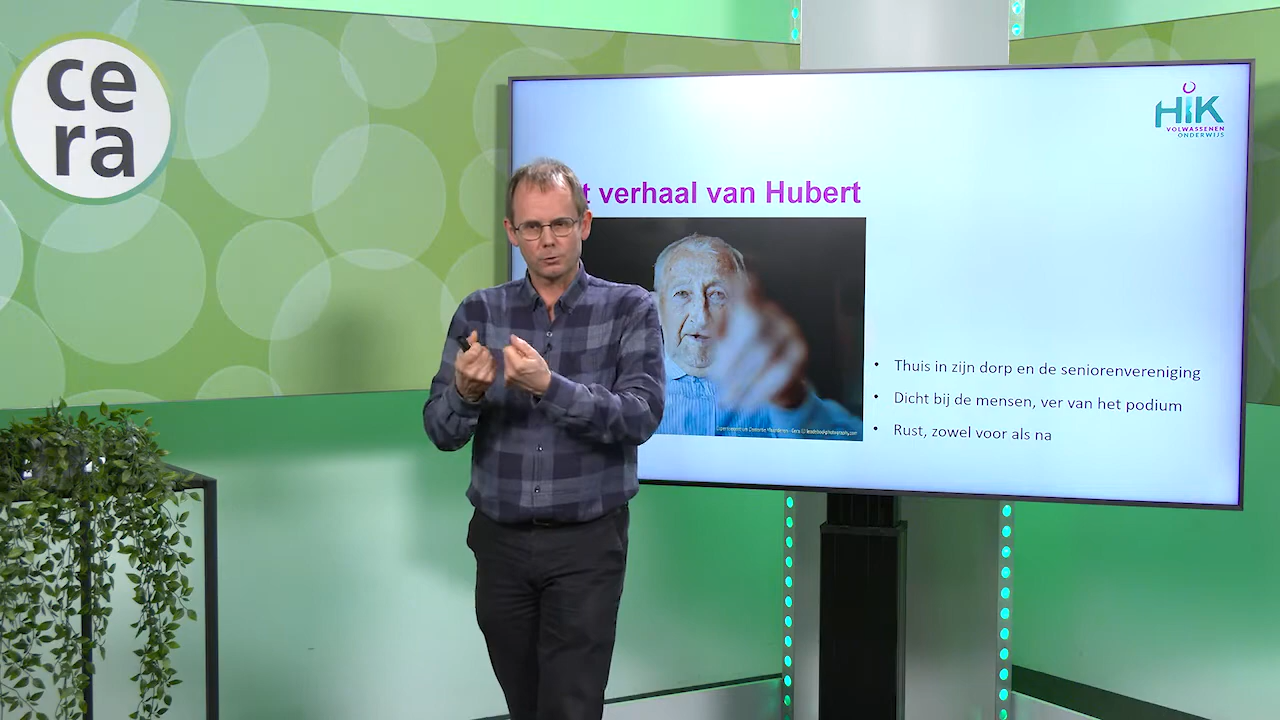 ce
ra
HIK
VOLWASSENEN
ONDERWIJS
t verhaal van Hubert
• Thuis in zijn dorp en de seniorenvereniging
• Dicht bij de mensen, ver van het podium
• Rust, zowel voor als na